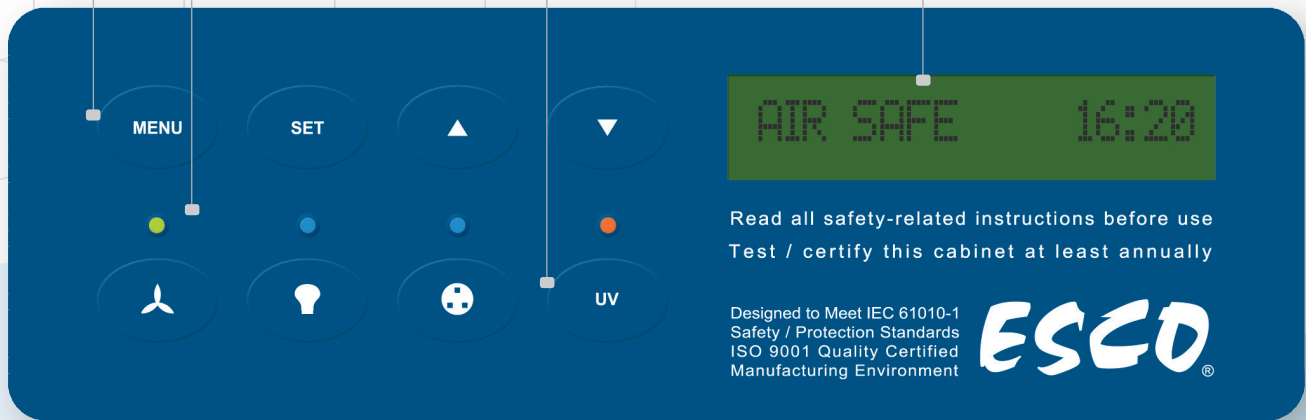 MENU
SET
AIR SAFE 16:20
Read all safety-related instructions before use
Test / certify this cabinet at least annually
UV
Designed to Meet IEC 61010-1
Safety / Protection Standards
ISO 9001 Quality Certified
Manufacturing Environment
ESCO®